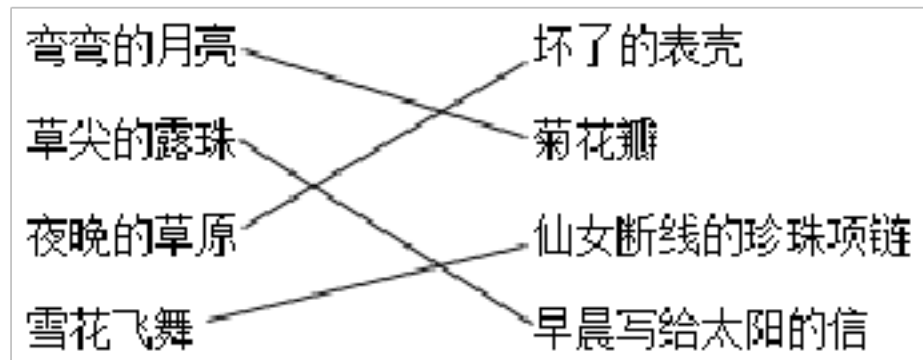 弯弯的月亮 坏了的表壳
草尖的露珠 菊花瓣
夜晚的草原 仙女断线的珍珠项链
雪花飞舞 早晨写给太阳的信